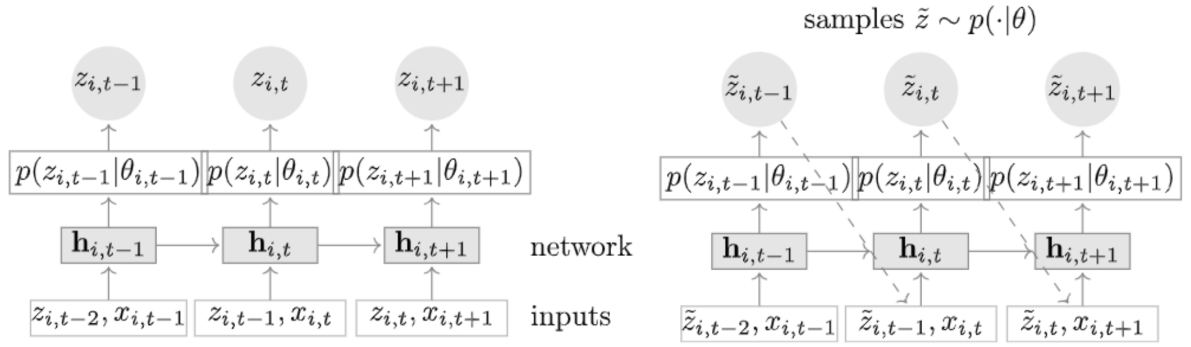 samples z̃ ∼ p(·|θ)
z_{i,t−1} z_{i,t} z_{i,t+1} z̃_{i,t−1} z̃_{i,t} z̃_{i,t+1}
p(z_{i,t−1}|θ_{i,t−1}) p(z_{i,t}|θ_{i,t}) p(z_{i,t+1}|θ_{i,t+1}) p(z_{i,t−1}|θ_{i,t−1}) p(z_{i,t}|θ_{i,t}) p(z_{i,t+1}|θ_{i,t+1})
h_{i,t−1} h_{i,t} h_{i,t+1} network h_{i,t−1} h_{i,t} h_{i,t+1}
z_{i,t−2}, x_{i,t−1} z_{i,t−1}, x_{i,t} z_{i,t}, x_{i,t+1} inputs z̃_{i,t−2}, x_{i,t−1} z̃_{i,t−1}, x_{i,t} z̃_{i,t}, x_{i,t+1}